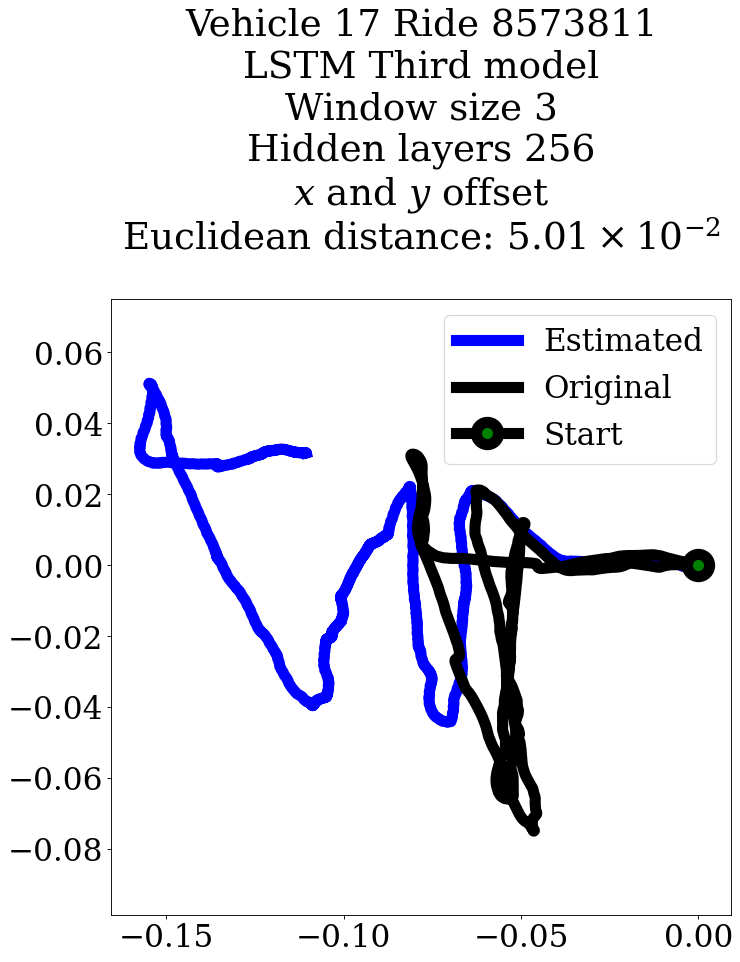 Vehicle 17 Ride 8573811
LSTM Third model
Window size 3
Hidden layers 256
x and y offset
Euclidean distance: 5.01 × 10⁻²
Estimated
Original
Start
0.06
0.04
0.02
0.00
−0.02
−0.04
−0.06
−0.08
−0.15 −0.10 −0.05 0.00